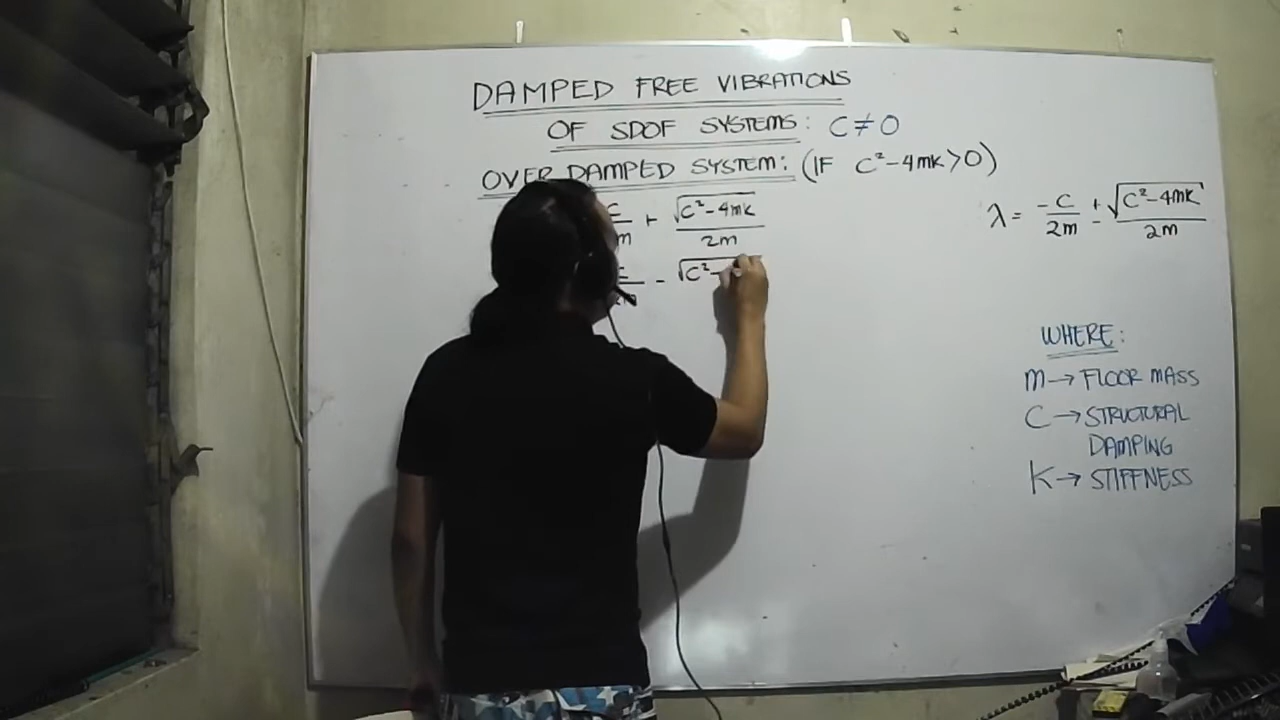 DAMPED FREE VIBRATIONS
OF SDOF SYSTEMS: C ≠ 0
OVER DAMPED SYSTEM: (IF C² - 4mk > 0)
C/m + √(C² - 4mk)/2m
- √(C² -
λ = -C/2m ± √(C² - 4mk)/2m
WHERE:
m → FLOOR MASS
C → STRUCTURAL
DAMPING
K → STIFFNESS